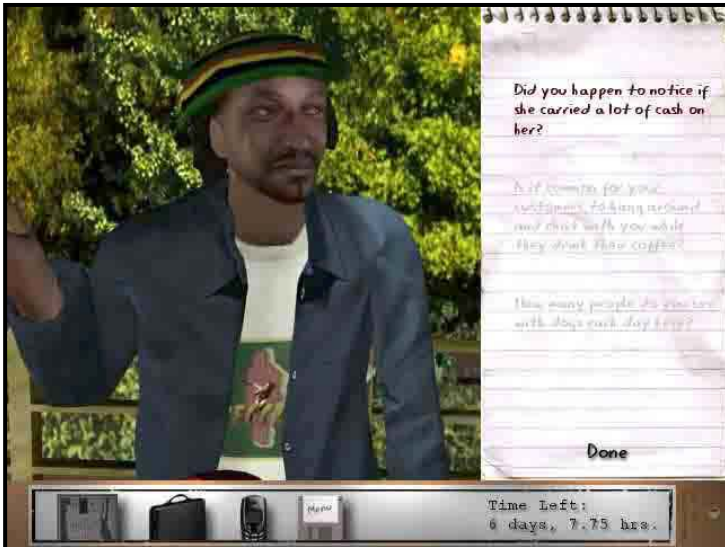 Did you happen to notice if
she carried a lot of cash on
her?
Is it common for your
customers to hang around
and chat with you while
they drink their coffee?
How many people do you see
with dogs each day here?
Done
Menu
Time Left:
6 days, 7.75 hrs.